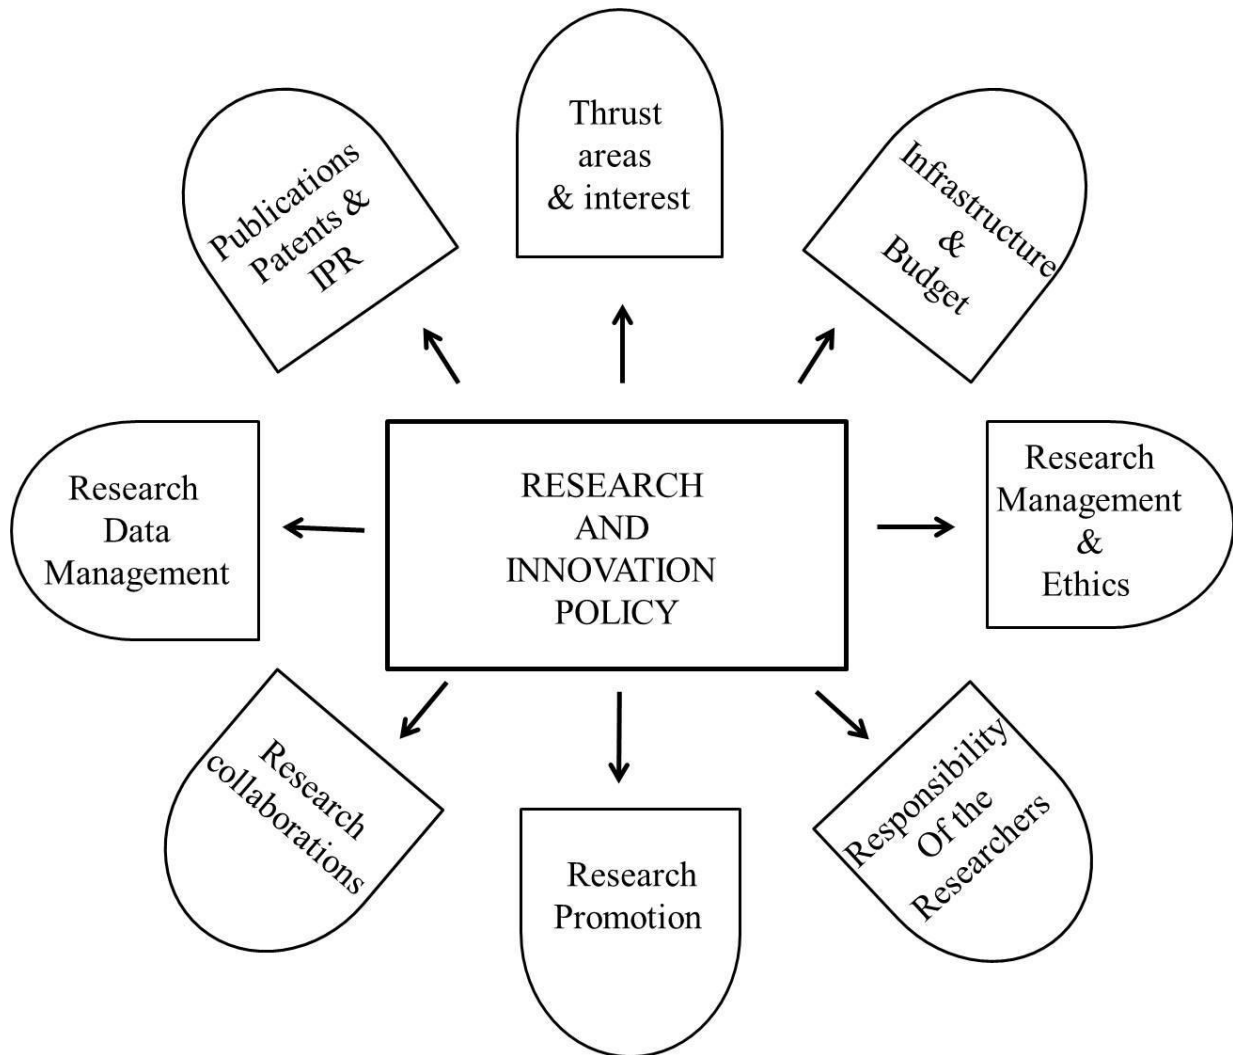 Thrust
areas
& interest
Publications
Patents &
IPR
Infrastructure
&
Budget
RESEARCH
AND
INNOVATION
POLICY
Research
Data
Management
Research
Management
&
Ethics
Research
collaborations
Research
Promotion
Responsibility
Of the
Researchers